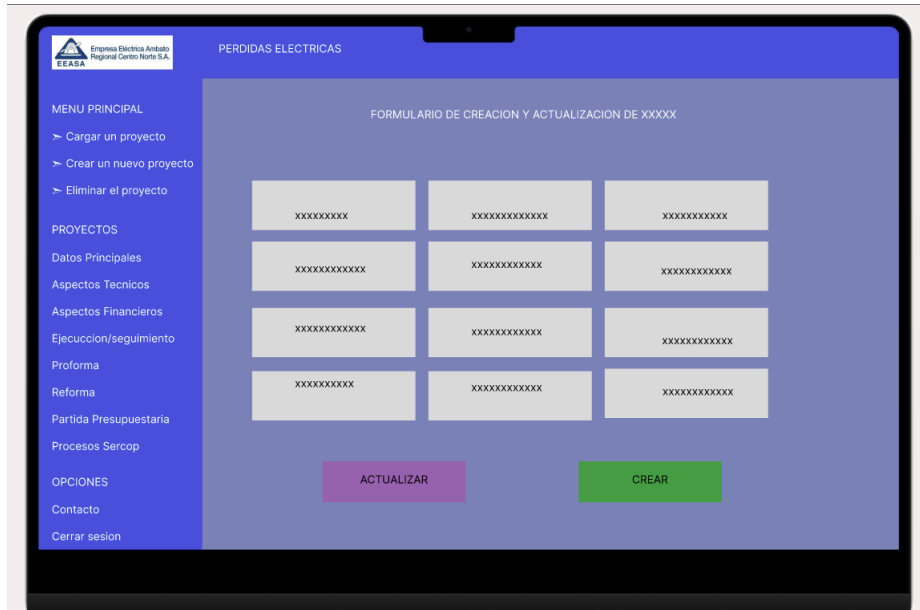 Empresa Eléctrica Ambato
Regional Centro Norte S.A.
EEASA
PERDIDAS ELECTRICAS
MENU PRINCIPAL
➣ Cargar un proyecto
➣ Crear un nuevo proyecto
➣ Eliminar el proyecto
PROYECTOS
Datos Principales
Aspectos Tecnicos
Aspectos Financieros
Ejecuccion/seguimiento
Proforma
Reforma
Partida Presupuestaria
Procesos Sercop
OPCIONES
Contacto
Cerrar sesion
FORMULARIO DE CREACION Y ACTUALIZACION DE XXXXX
xxxxxxxxx xxxxxxxxxxxxx xxxxxxxxxxx
xxxxxxxxxxxx xxxxxxxxxxxx xxxxxxxxxxxx
xxxxxxxxxxxx xxxxxxxxxxxx xxxxxxxxxxxx
xxxxxxxxxx xxxxxxxxxxxx xxxxxxxxxxxx
ACTUALIZAR CREAR